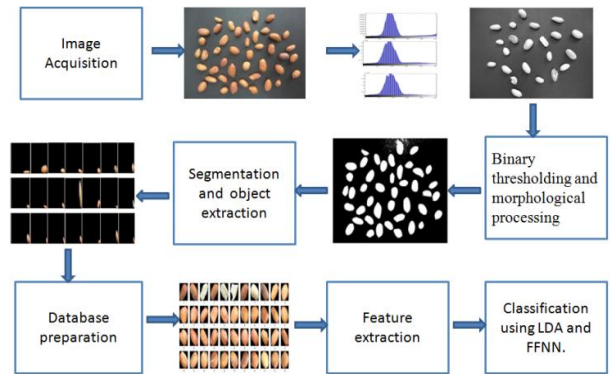 Image
Acquisition
Binary
thresholding and
morphological
processing
Segmentation
and object
extraction
Database
preparation
Feature
extraction
Classification
using LDA and
FFNN.